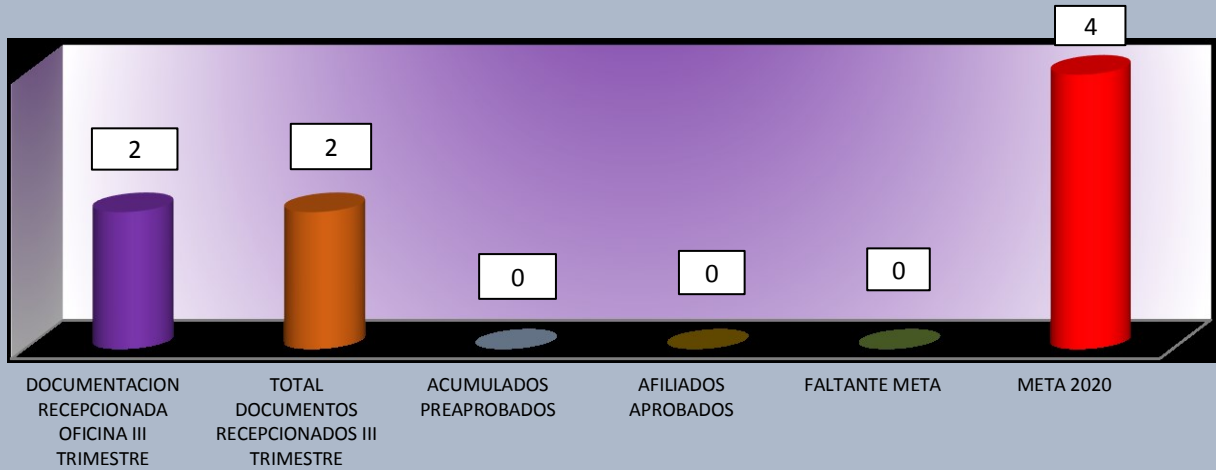 4
2
2
0
0
0
DOCUMENTACION
RECEPCIONADA
OFICINA III
TRIMESTRE
TOTAL
DOCUMENTOS
RECEPCIONADOS III
TRIMESTRE
ACUMULADOS
PREAPROBADOS
AFILIADOS
APROBADOS
FALTANTE META
META 2020